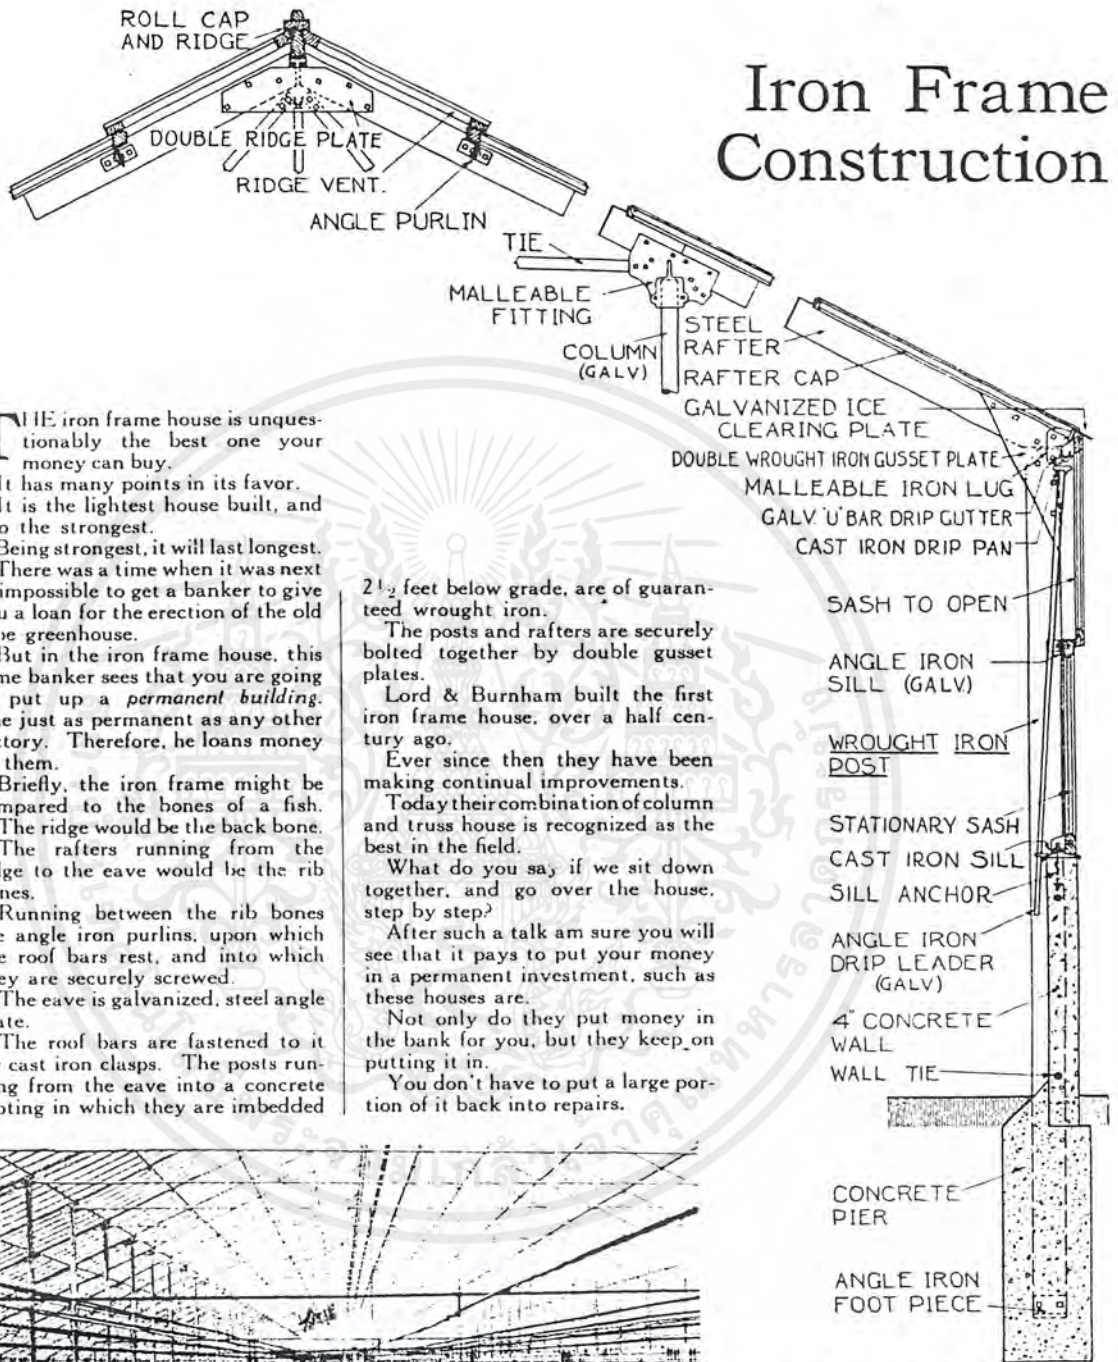 ROLL CAP
AND RIDGE
DOUBLE RIDGE PLATE
RIDGE VENT.
ANGLE PURLIN
Iron Frame
Construction
TIE
MALLEABLE
FITTING
COLUMN
(GALV)
STEEL
RAFTER
RAFTER CAP
GALVANIZED ICE
CLEARING PLATE
DOUBLE WROUGHT IRON GUSSET PLATE
MALLEABLE IRON LUG
GALV. 'U' BAR DRIP GUTTER
CAST IRON DRIP PAN
SASH TO OPEN
ANGLE IRON
SILL (GALV.)
WROUGHT IRON
POST
STATIONARY SASH
CAST IRON SILL
SILL ANCHOR
ANGLE IRON
DRIP LEADER
(GALV)
4" CONCRETE
WALL
WALL TIE
CONCRETE
PIER
ANGLE IRON
FOOT PIECE
THE iron frame house is unques-
tionably the best one your
money can buy.
It has many points in its favor.
It is the lightest house built, and
the strongest.
Being strongest, it will last longest.
There was a time when it was next
impossible to get a banker to give
a loan for the erection of the old
greenhouse.
But in the iron frame house, this
banker sees that you are going
put up a permanent building.
just as permanent as any other
Therefore, he loans money
them.
Briefly, the iron frame might be
to the bones of a fish.
The ridge would be the back bone.
The rafters running from the
to the eave would be the rib
Running between the rib bones
angle iron purlins, upon which
roof bars rest, and into which
are securely screwed.
The eave is galvanized, steel angle
The roof bars are fastened to it
cast iron clasps. The posts run-
from the eave into a concrete
in which they are imbedded
2½ feet below grade, are of guaran-
teed wrought iron.
The posts and rafters are securely
bolted together by double gusset
plates.
Lord & Burnham built the first
iron frame house, over a half cen-
tury ago.
Ever since then they have been
making continual improvements.
Today their combination of column
and truss house is recognized as the
best in the field.
What do you say if we sit down
together, and go over the house,
step by step?
After such a talk am sure you will
see that it pays to put your money
in a permanent investment, such as
these houses are.
Not only do they put money in
the bank for you, but they keep on
putting it in.
You don't have to put a large por-
tion of it back into repairs.